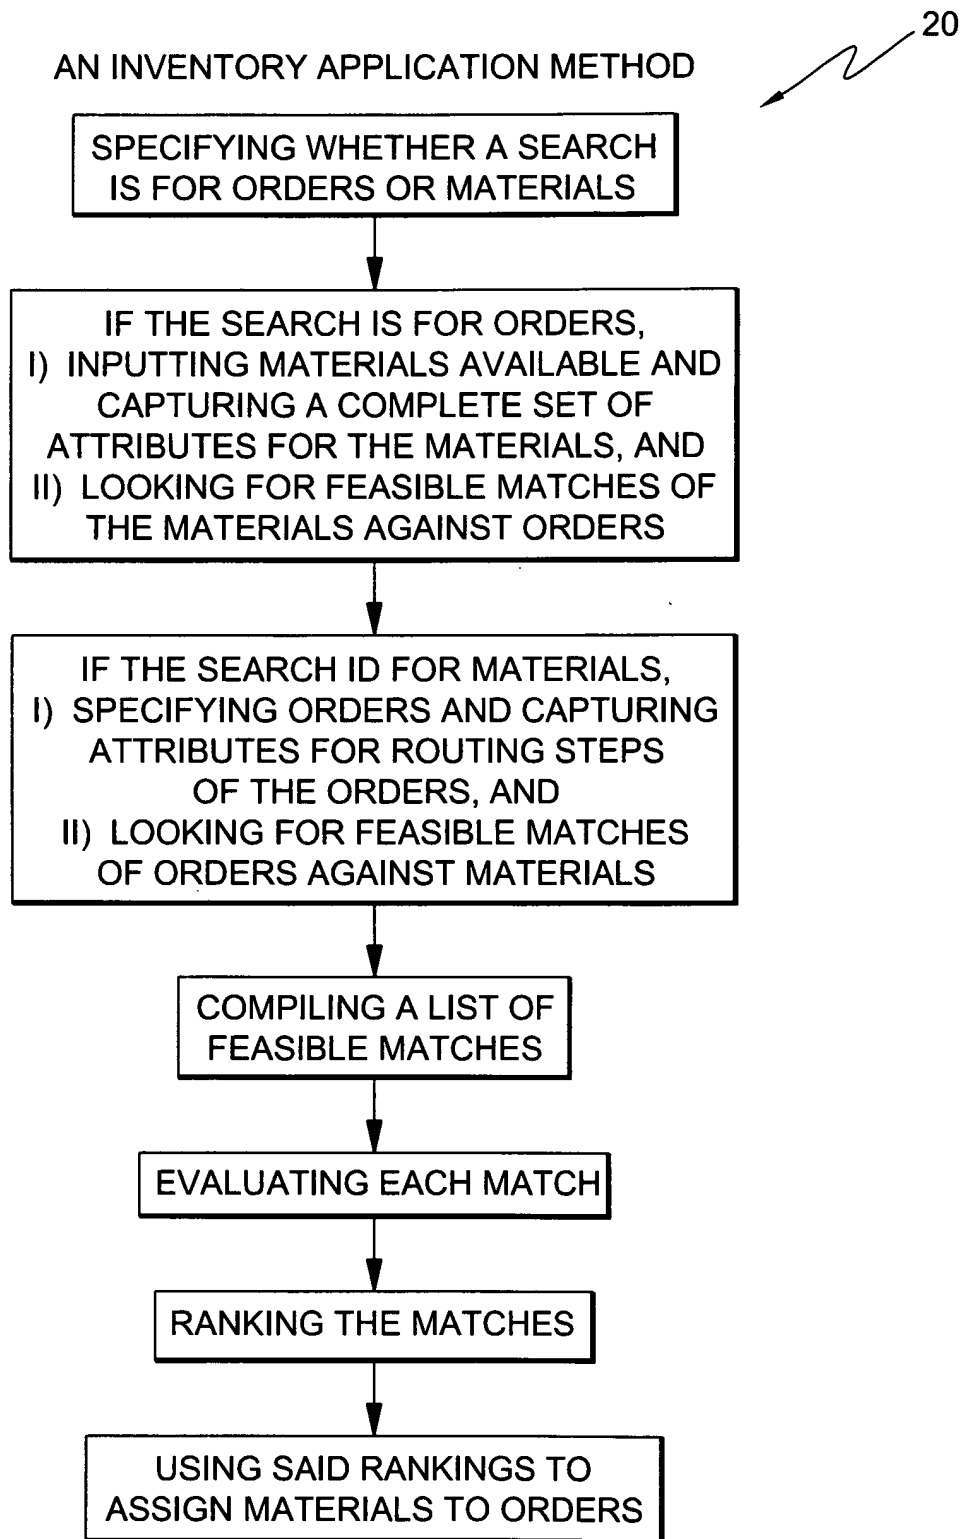 20
AN INVENTORY APPLICATION METHOD
SPECIFYING WHETHER A SEARCH
IS FOR ORDERS OR MATERIALS
IF THE SEARCH IS FOR ORDERS,
I) INPUTTING MATERIALS AVAILABLE AND
CAPTURING A COMPLETE SET OF
ATTRIBUTES FOR THE MATERIALS, AND
II) LOOKING FOR FEASIBLE MATCHES OF
THE MATERIALS AGAINST ORDERS
IF THE SEARCH ID FOR MATERIALS,
I) SPECIFYING ORDERS AND CAPTURING
ATTRIBUTES FOR ROUTING STEPS
OF THE ORDERS, AND
II) LOOKING FOR FEASIBLE MATCHES
OF ORDERS AGAINST MATERIALS
COMPILING A LIST OF
FEASIBLE MATCHES
EVALUATING EACH MATCH
RANKING THE MATCHES
USING SAID RANKINGS TO
ASSIGN MATERIALS TO ORDERS